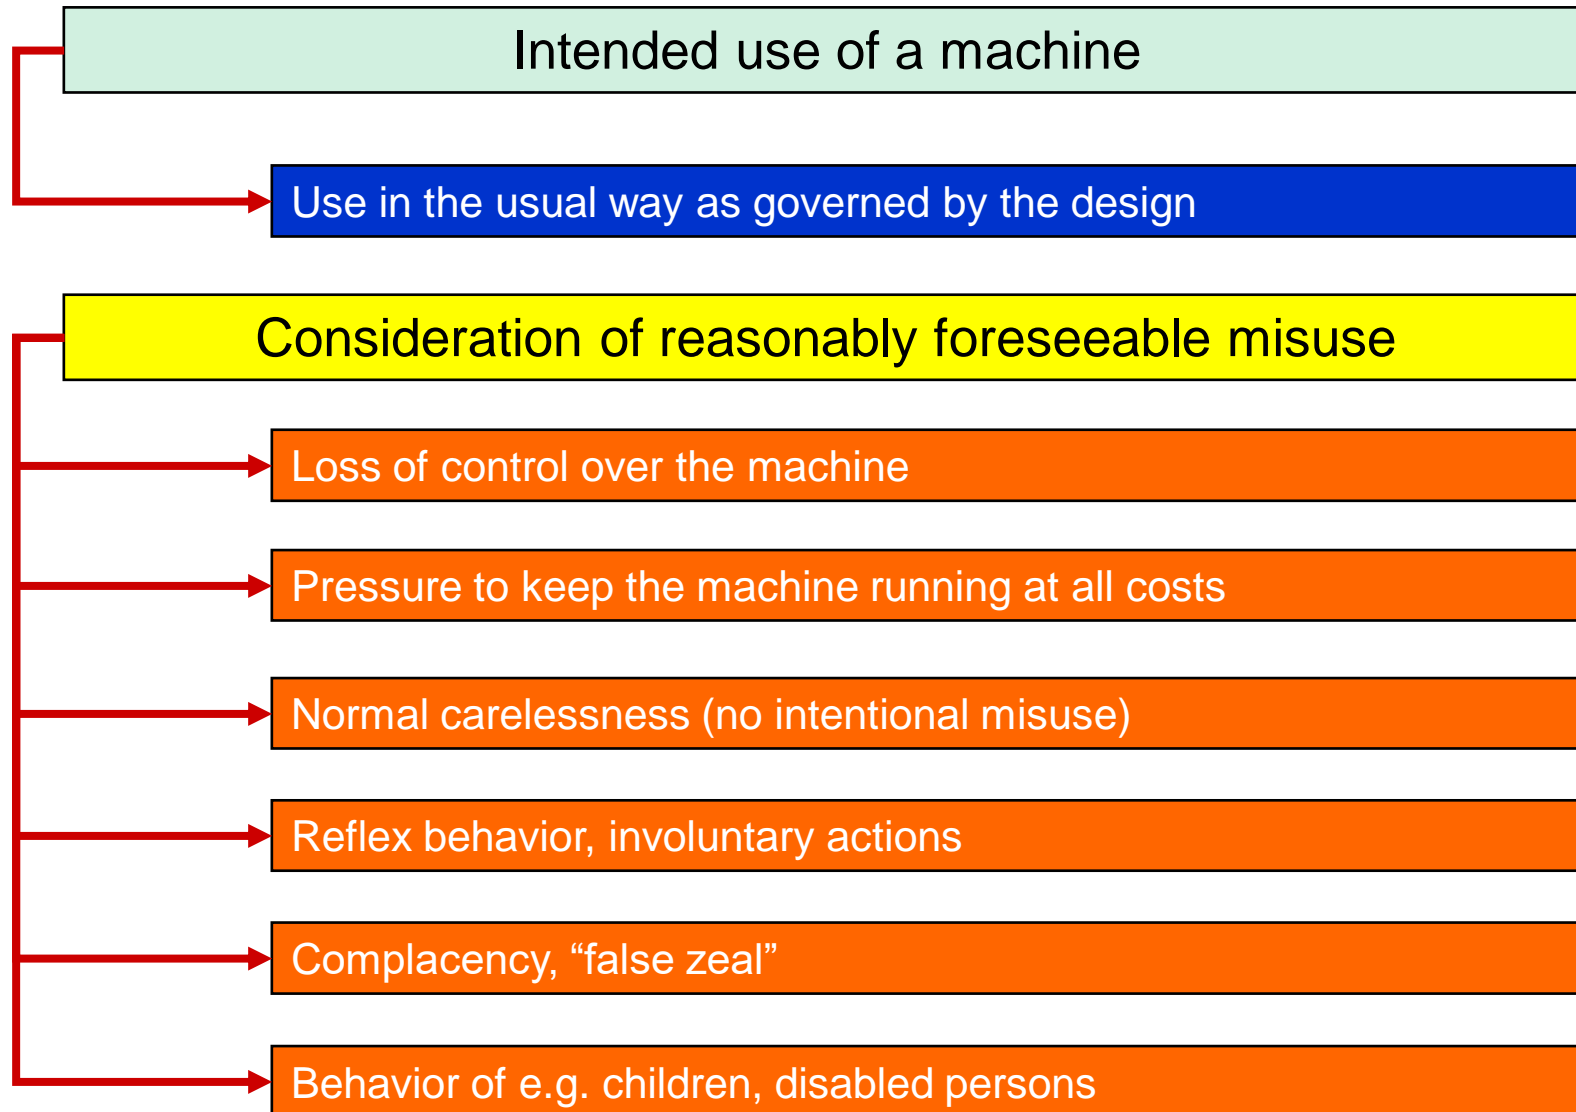 Intended use of a machine
Use in the usual way as governed by the design
Consideration of reasonably foreseeable misuse
Loss of control over the machine
Pressure to keep the machine running at all costs
Normal carelessness (no intentional misuse)
Reflex behavior, involuntary actions
Complacency, “false zeal”
Behavior of e.g. children, disabled persons